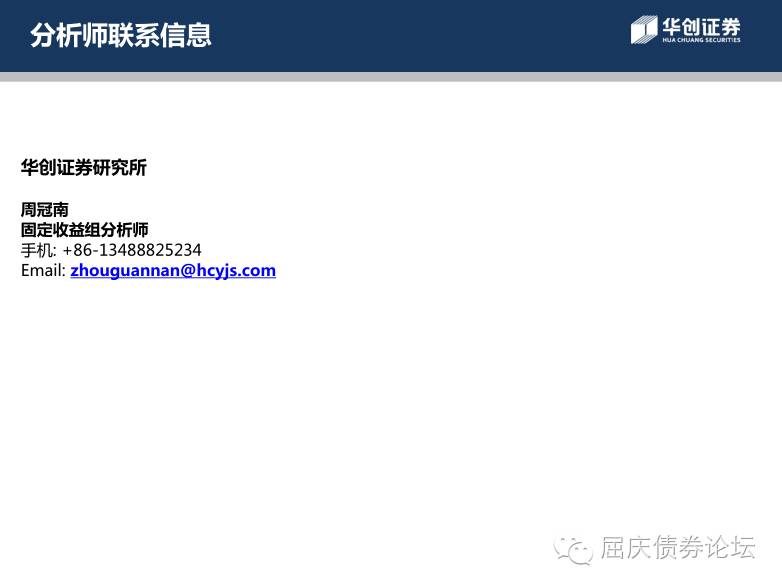 分析师联系信息
华创证券
HUA CHUANG SECURITIES
华创证券研究所
周冠南
固定收益组分析师
手机: +86-13488825234
Email: zhouguannan@hcyjs.com
屈庆债券论坛